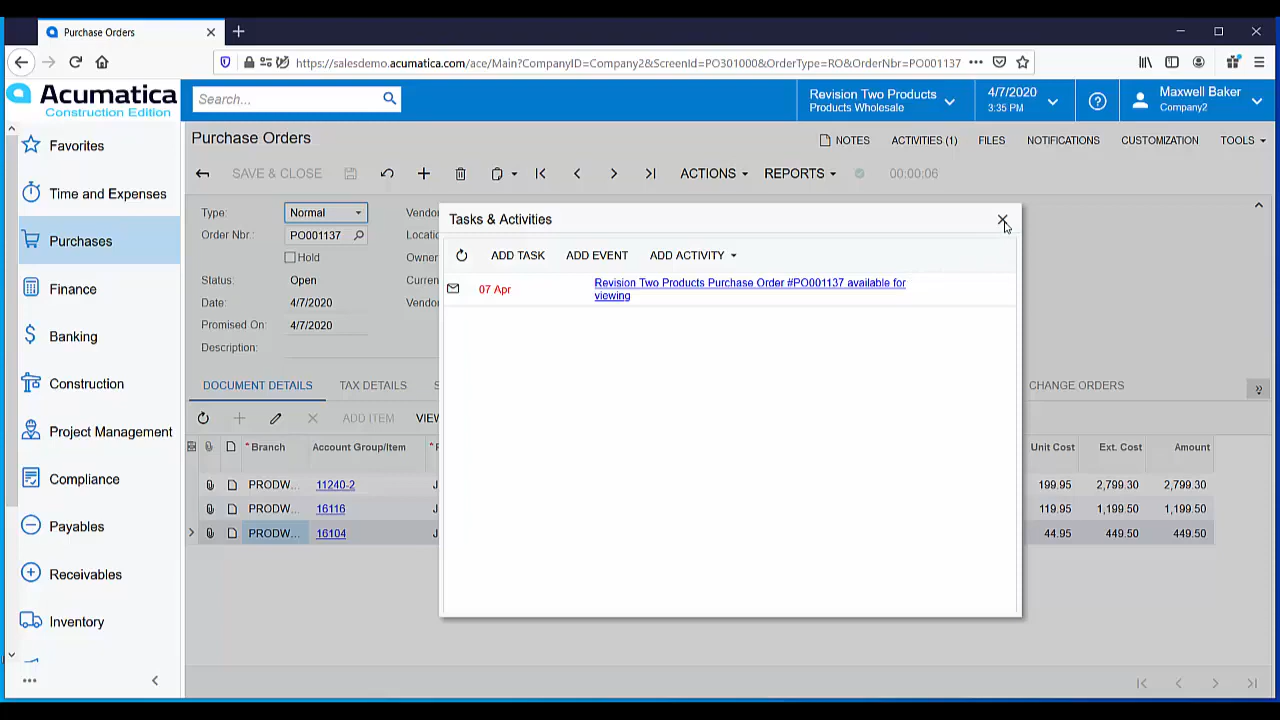 Purchase Orders
https://salesdemo.acumatica.com/ace/Main?CompanyID=Company2&ScreenId=PO301000&OrderType=RO&OrderNbr=PO001137
Acumatica
Construction Edition
Search...
Revision Two Products
Products Wholesale
4/7/2020
3:35 PM
Maxwell Baker
Company2
Favorites
Time and Expenses
Purchases
Finance
Banking
Construction
Project Management
Compliance
Payables
Receivables
Inventory
Purchase Orders
NOTES ACTIVITIES (1) FILES NOTIFICATIONS CUSTOMIZATION TOOLS
SAVE & CLOSE ACTIONS REPORTS 00:00:06
Type: Normal Vendor
Order Nbr: PO001137 Locati
Hold Owner
Status: Open Curren
Date: 4/7/2020 Vendor
Promised On: 4/7/2020
Description:
Tasks & Activities
ADD TASK ADD EVENT ADD ACTIVITY
07 Apr Revision Two Products Purchase Order #PO001137 available for
viewing
DOCUMENT DETAILS TAX DETAILS S CHANGE ORDERS
ADD ITEM VIEW
* Branch Account Group/Item * Unit Cost Ext. Cost Amount
PRODW... 11240-2 J 199.95 2,799.30 2,799.30
PRODW... 16116 J 119.95 1,199.50 1,199.50
PRODW... 16104 J 44.95 449.50 449.50